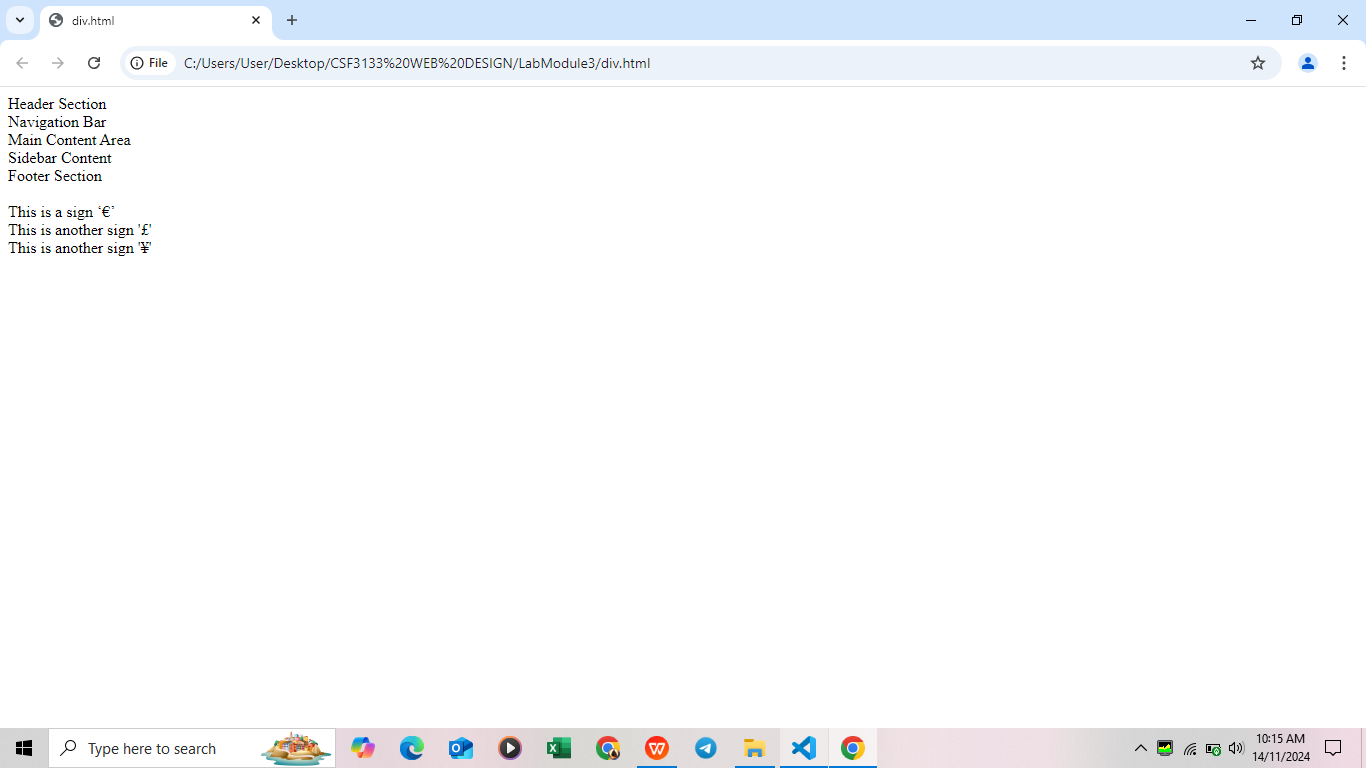 div.html
File
C:/Users/User/Desktop/CSF3133%20WEB%20DESIGN/LabModule3/div.html
Header Section
Navigation Bar
Main Content Area
Sidebar Content
Footer Section
This is a sign ‘€’
This is another sign '£'
This is another sign '¥'
Type here to search
10:15 AM
14/11/2024